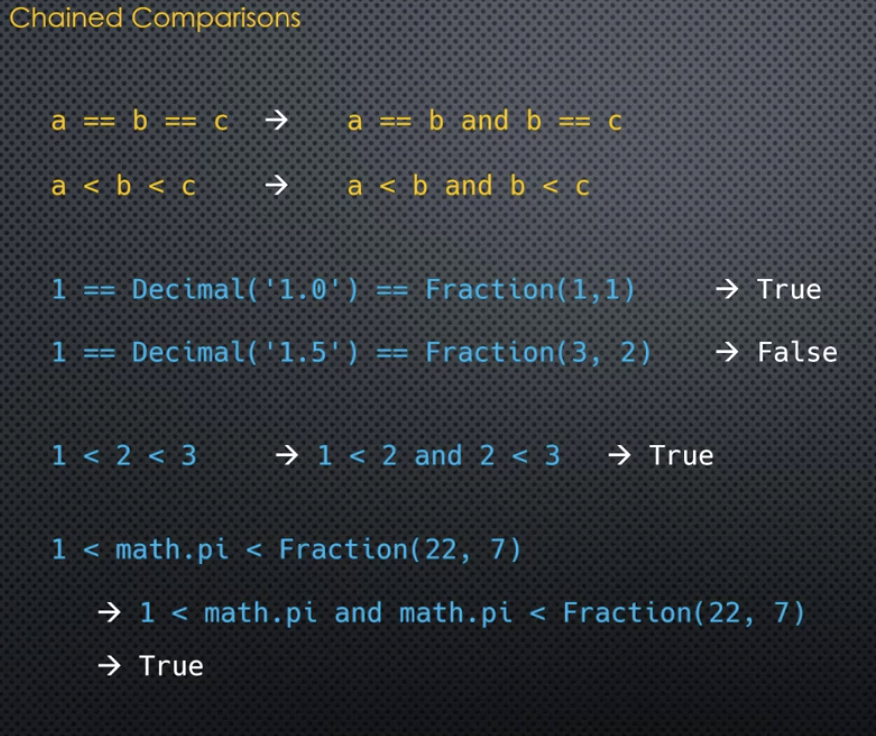 Chained Comparisons
a == b == c → a == b and b == c
a < b < c → a < b and b < c
1 == Decimal('1.0') == Fraction(1,1) → True
1 == Decimal('1.5') == Fraction(3, 2) → False
1 < 2 < 3 → 1 < 2 and 2 < 3 → True
1 < math.pi < Fraction(22, 7)
→ 1 < math.pi and math.pi < Fraction(22, 7)
→ True